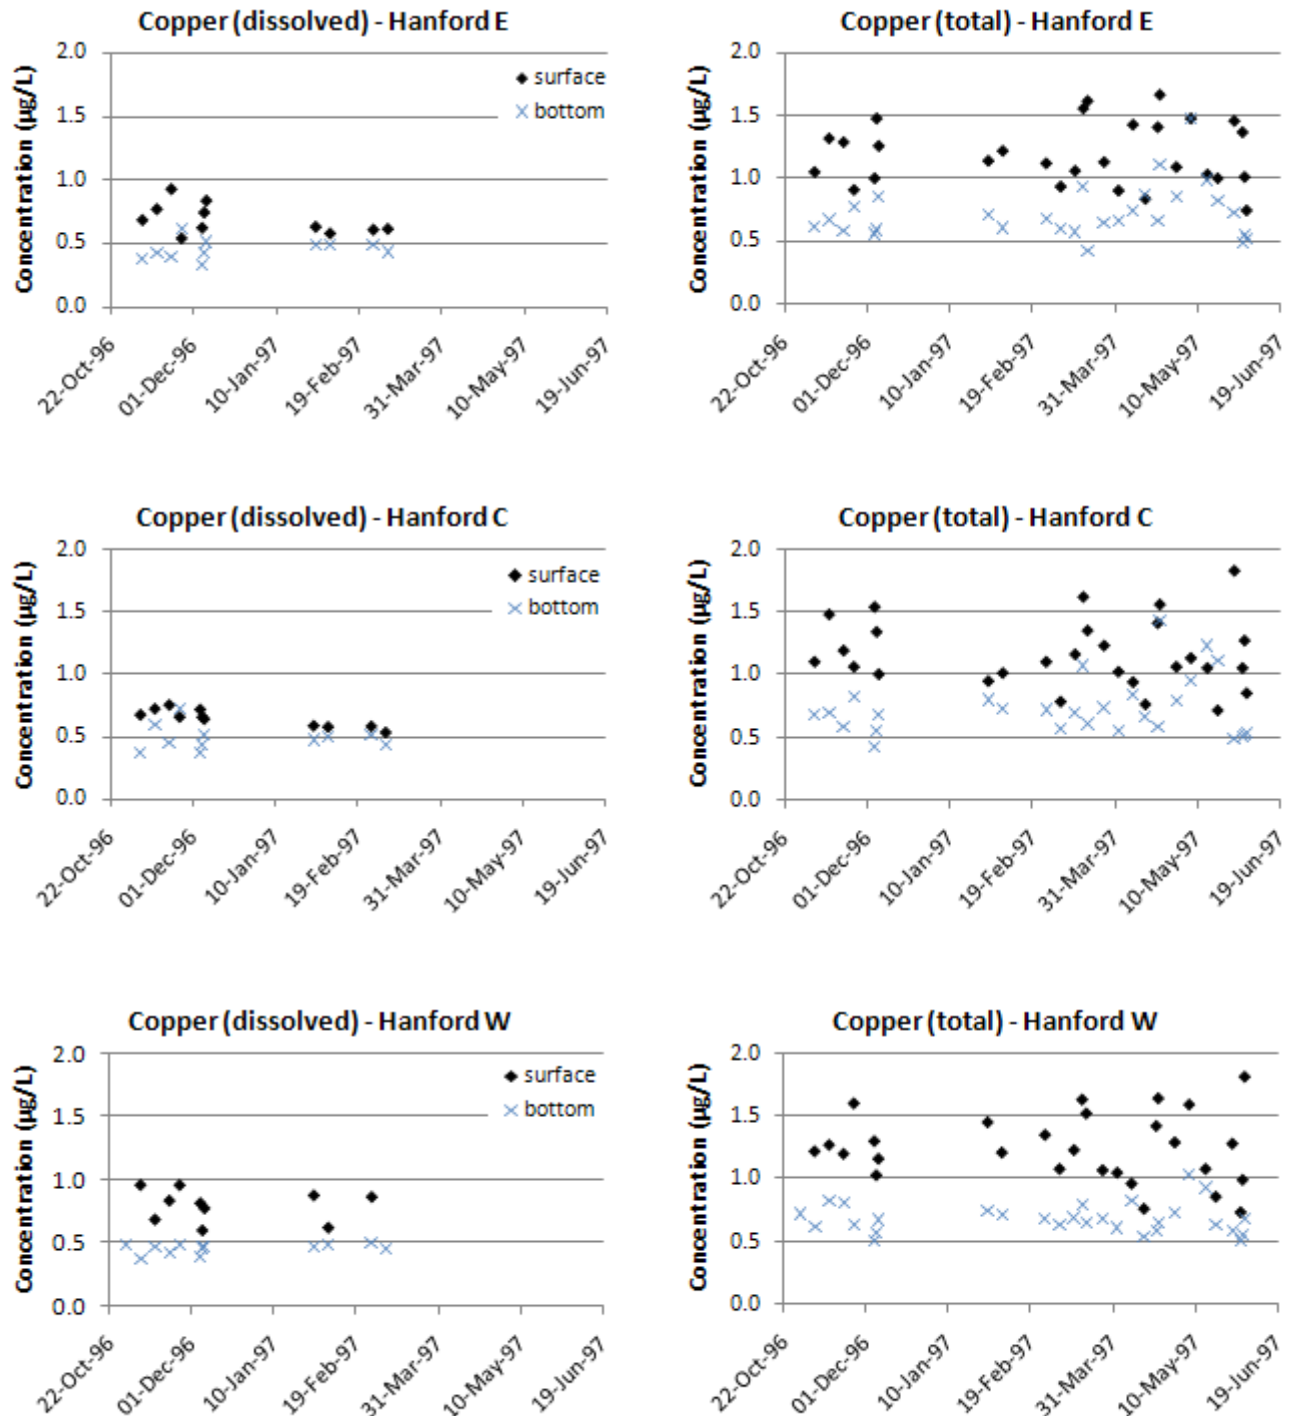 Copper (dissolved) - Hanford E
Concentration (µg/L)
2.0
1.5
1.0
0.5
0.0
surface
bottom
22-Oct-96
01-Dec-96
10-Jan-97
19-Feb-97
31-Mar-97
10-May-97
19-Jun-97
Copper (total) - Hanford E
Concentration (µg/L)
2.0
1.5
1.0
0.5
0.0
22-Oct-96
01-Dec-96
10-Jan-97
19-Feb-97
31-Mar-97
10-May-97
19-Jun-97
Copper (dissolved) - Hanford C
Concentration (µg/L)
2.0
1.5
1.0
0.5
0.0
surface
bottom
22-Oct-96
01-Dec-96
10-Jan-97
19-Feb-97
31-Mar-97
10-May-97
19-Jun-97
Copper (total) - Hanford C
Concentration (µg/L)
2.0
1.5
1.0
0.5
0.0
22-Oct-96
01-Dec-96
10-Jan-97
19-Feb-97
31-Mar-97
10-May-97
19-Jun-97
Copper (dissolved) - Hanford W
Concentration (µg/L)
2.0
1.5
1.0
0.5
0.0
surface
bottom
22-Oct-96
01-Dec-96
10-Jan-97
19-Feb-97
31-Mar-97
10-May-97
19-Jun-97
Copper (total) - Hanford W
Concentration (µg/L)
2.0
1.5
1.0
0.5
0.0
22-Oct-96
01-Dec-96
10-Jan-97
19-Feb-97
31-Mar-97
10-May-97
19-Jun-97